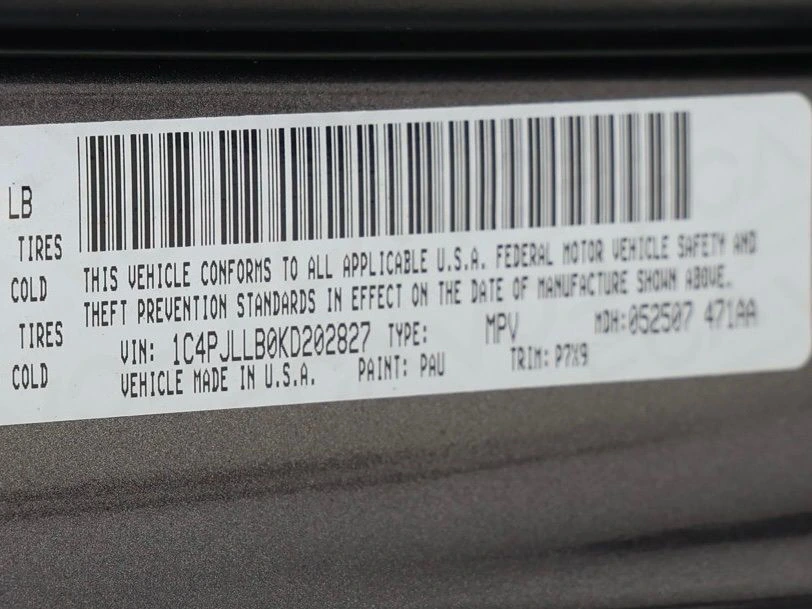 LB
TIRES
COLD
TIRES
COLD
THIS VEHICLE CONFORMS TO ALL APPLICABLE U.S.A. FEDERAL MOTOR VEHICLE SAFETY AND
THEFT PREVENTION STANDARDS IN EFFECT ON THE DATE OF MANUFACTURE SHOWN ABOVE.
VIN: 1C4PJLLB0KD202827 TYPE: MPV MDH:052507 471AA
VEHICLE MADE IN U.S.A. PAINT: PAU TRIM: P7X9